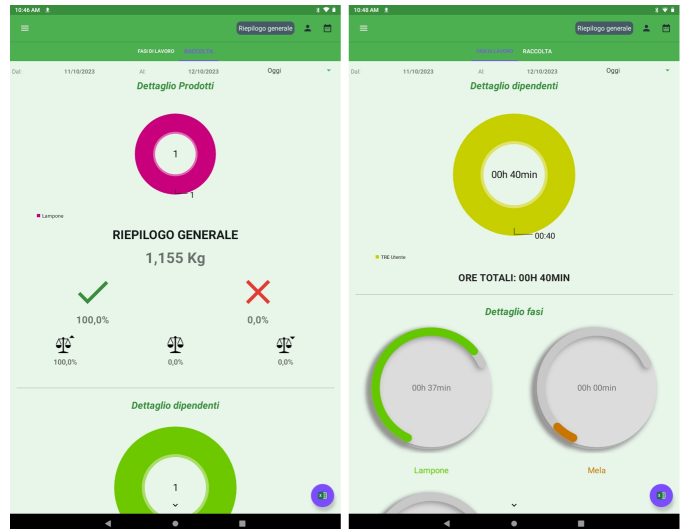 10:46 AM
Riepilogo generale
FASI DI LAVORO RACCOLTA
Dal: 11/10/2023 Al: 12/10/2023 Oggi
Dettaglio Prodotti
1
1
Lampone
RIEPILOGO GENERALE
1,155 Kg
100,0% 0,0%
100,0% 0,0% 0,0%
Dettaglio dipendenti
1
10:48 AM
Riepilogo generale
FASI DI LAVORO RACCOLTA
Dal: 11/10/2023 Al: 12/10/2023 Oggi
Dettaglio dipendenti
00h 40min
00:40
TRE Utente
ORE TOTALI: 00H 40MIN
Dettaglio fasi
00h 37min 00h 00min
Lampone Mela